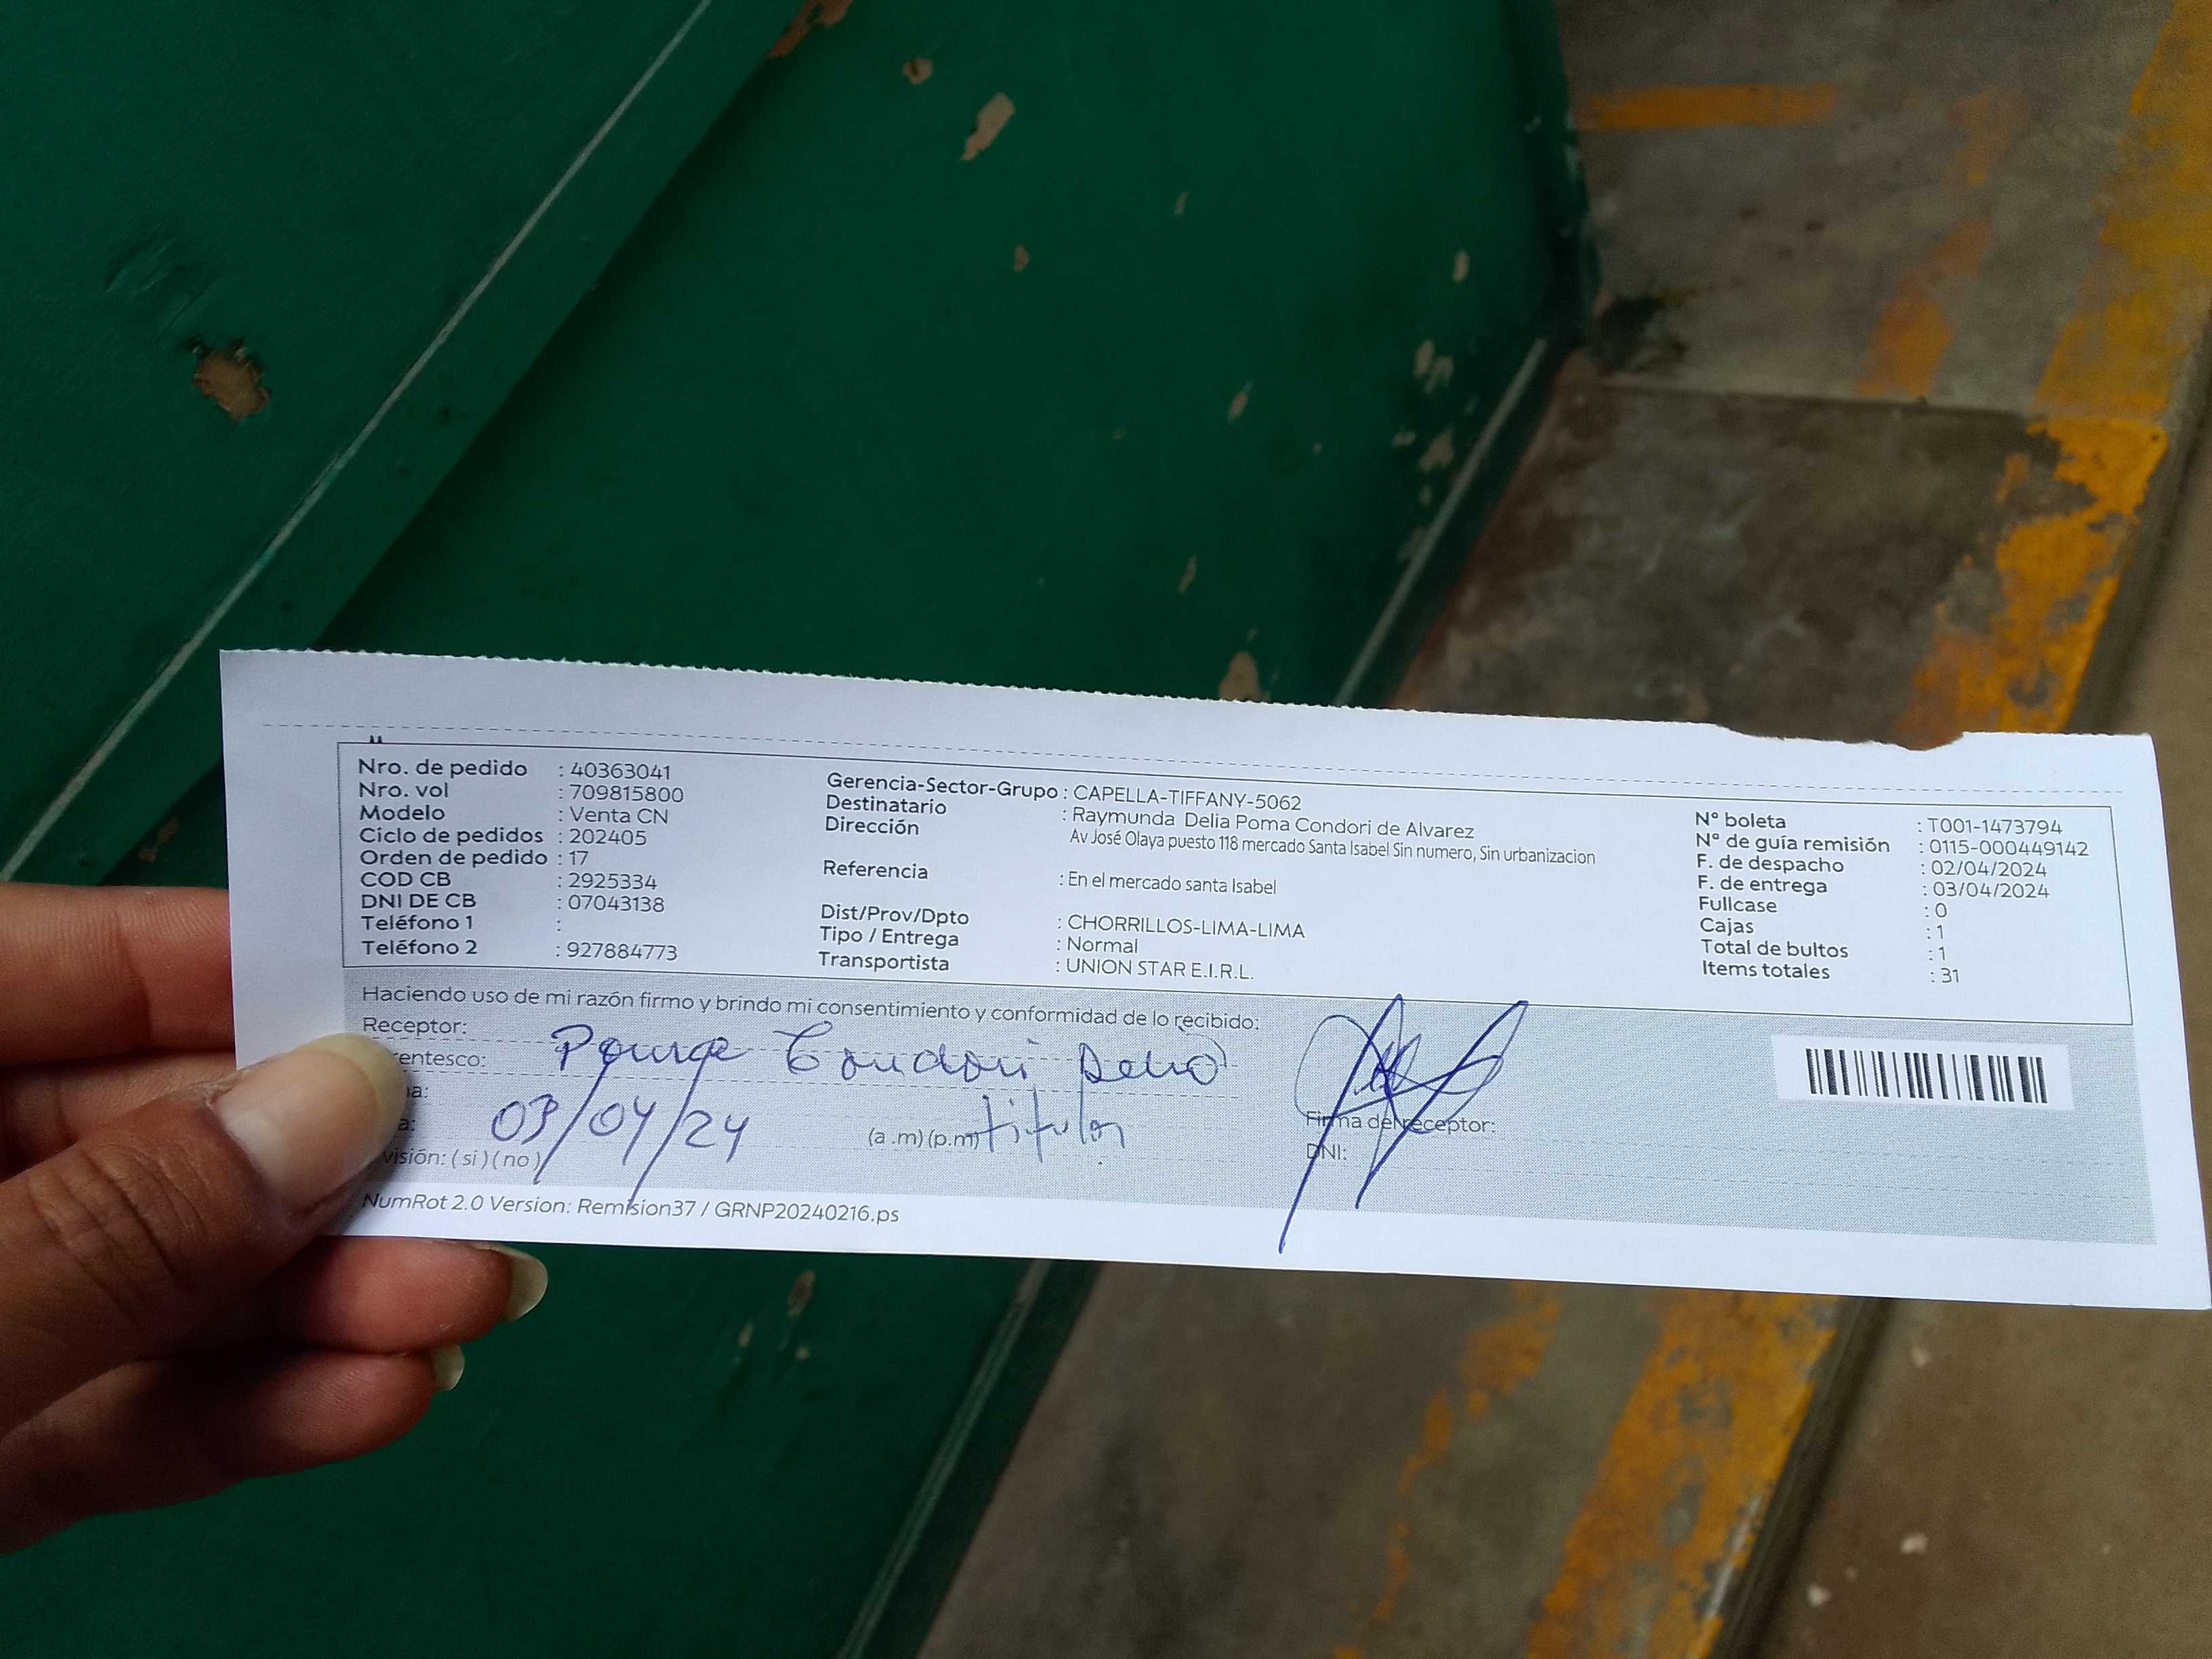 Nro. de pedido : 40363041
Nro. vol : 709815800
Modelo : Venta CN
Ciclo de pedidos : 202405
Orden de pedido : 17
COD CB : 2925334
DNI DE CB : 07043138
Teléfono 1 :
Teléfono 2 : 927884773
Gerencia-Sector-Grupo : CAPELLA-TIFFANY-5062
Destinatario : Raymunda Delia Poma Condori de Alvarez
Dirección Av José Olaya puesto 118 mercado Santa Isabel Sin numero, Sin urbanizacion
Referencia : En el mercado santa Isabel
Dist/Prov/Dpto : CHORRILLOS-LIMA-LIMA
Tipo / Entrega : Normal
Transportista : UNION STAR E.I.R.L.
N° boleta : T001-1473794
N° de guía remisión : 0115-000449142
F. de despacho : 02/04/2024
F. de entrega : 03/04/2024
Fullcase : 0
Cajas : 1
Total de bultos : 1
Items totales : 31
Haciendo uso de mi razón firmo y brindo mi consentimiento y conformidad de lo recibido:
Receptor:
rentesco: Condori
03/04/24 (a .m) (p.m) titular
Firma del receptor:
visión: ( si ) ( no )
DNI:
NumRot 2.0 Version: Remision37 / GRNP20240216.ps